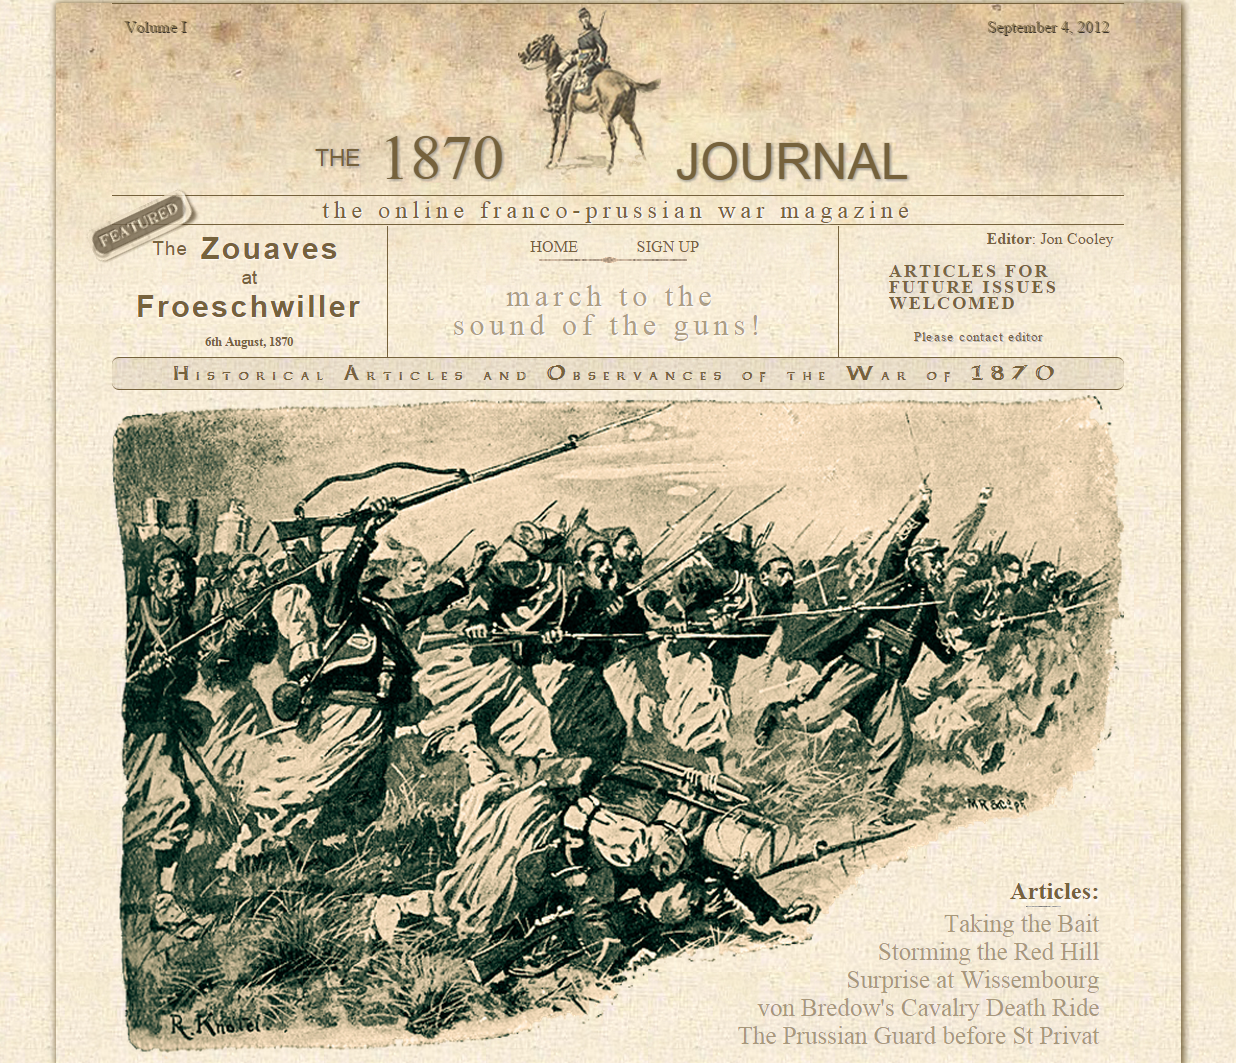 Volume I
September 4, 2012
THE 1870 JOURNAL
the online franco-prussian war magazine
FEATURED
The Zouaves
at
Froeschwiller
6th August, 1870
HOME SIGN UP
march to the
sound of the guns!
Editor: Jon Cooley
ARTICLES FOR
FUTURE ISSUES
WELCOMED
Please contact editor
Historical Articles and Observances of the War of 1870
R. Knötel
Articles:
Taking the Bait
Storming the Red Hill
Surprise at Wissembourg
von Bredow's Cavalry Death Ride
The Prussian Guard before St Privat